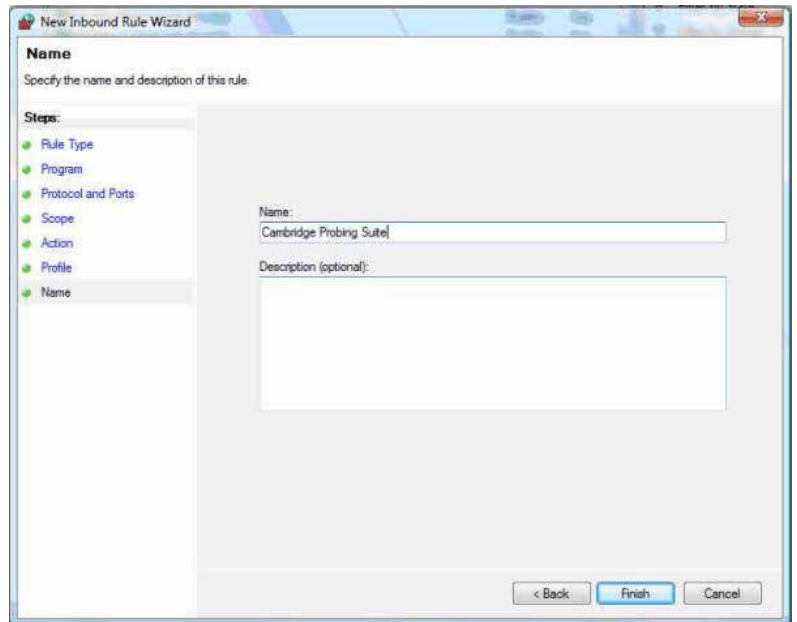 New Inbound Rule Wizard
Name
Specify the name and description of this rule.
Steps:
Rule Type
Program
Protocol and Ports
Scope
Action
Profile
Name
Name:
Cambridge Probing Suite
Description (optional):
< Back
Finish
Cancel